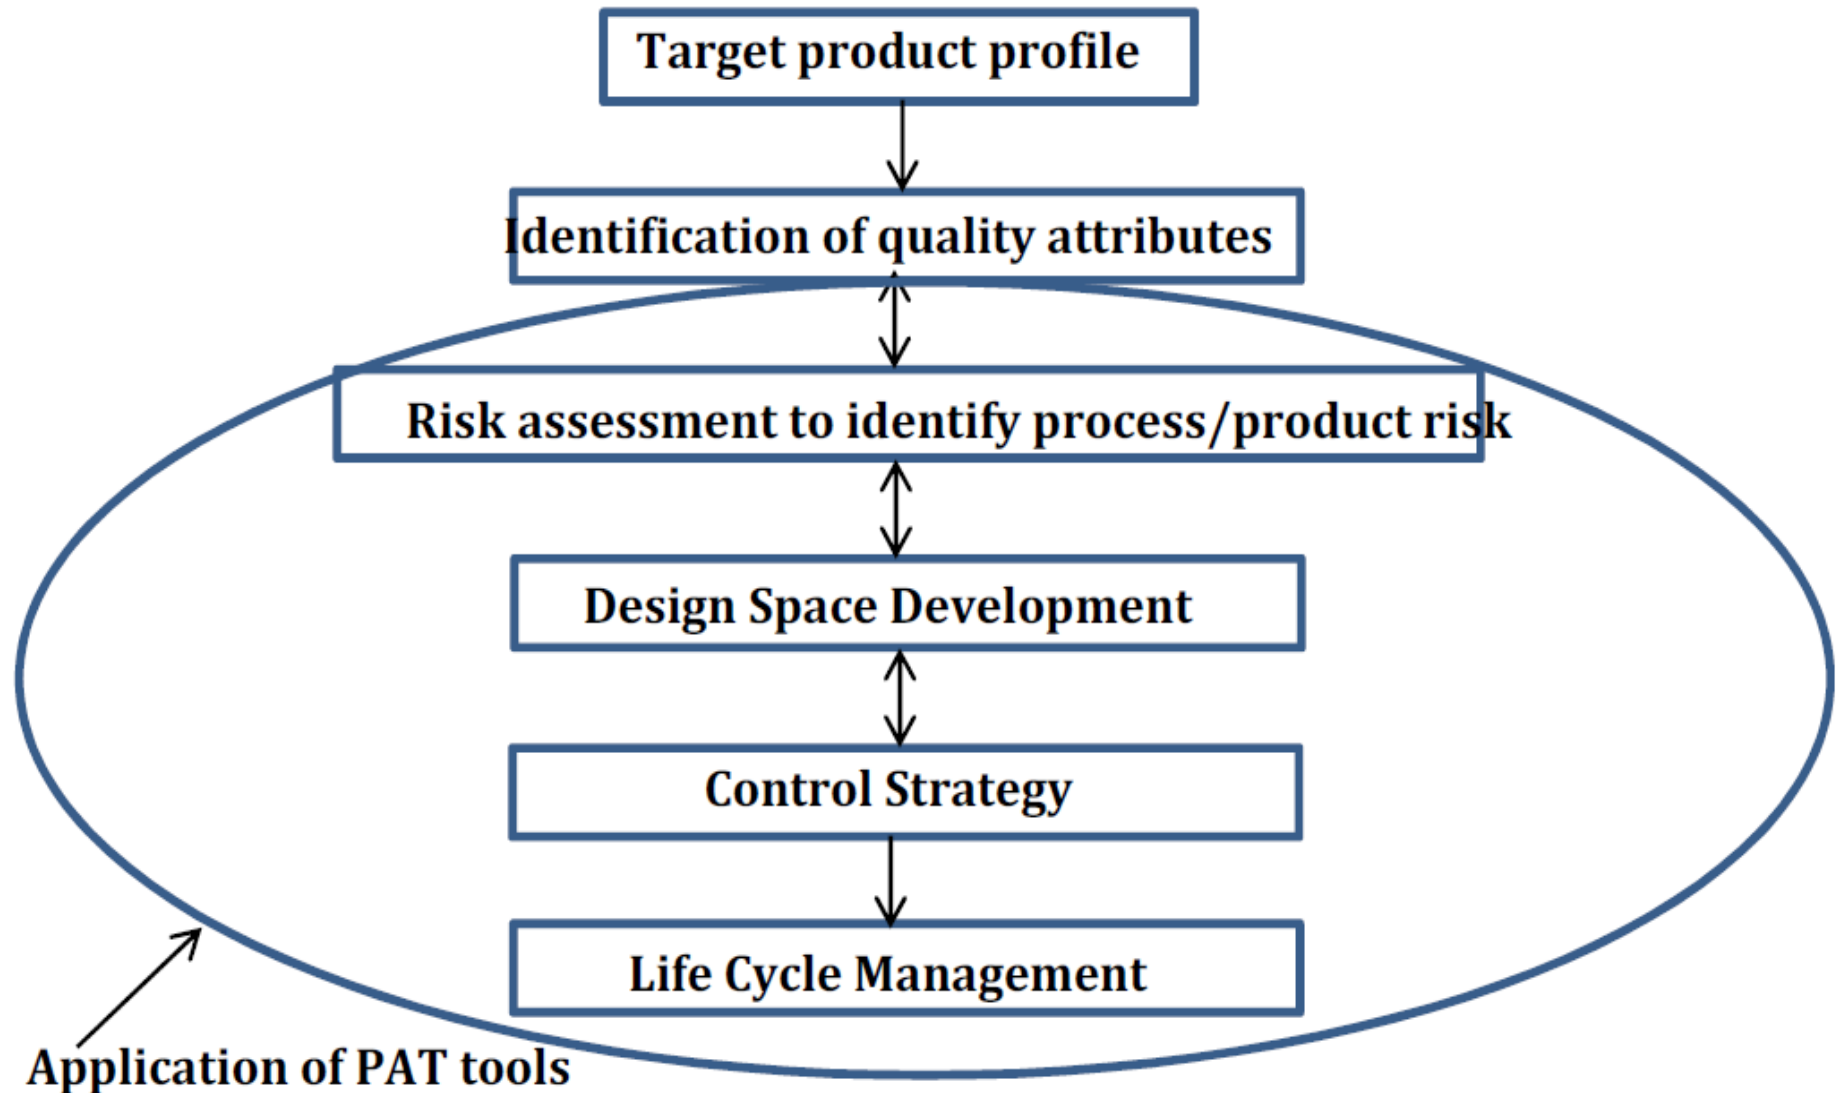 Target product profile
Identification of quality attributes
Risk assessment to identify process/product risk
Design Space Development
Control Strategy
Life Cycle Management
Application of PAT tools